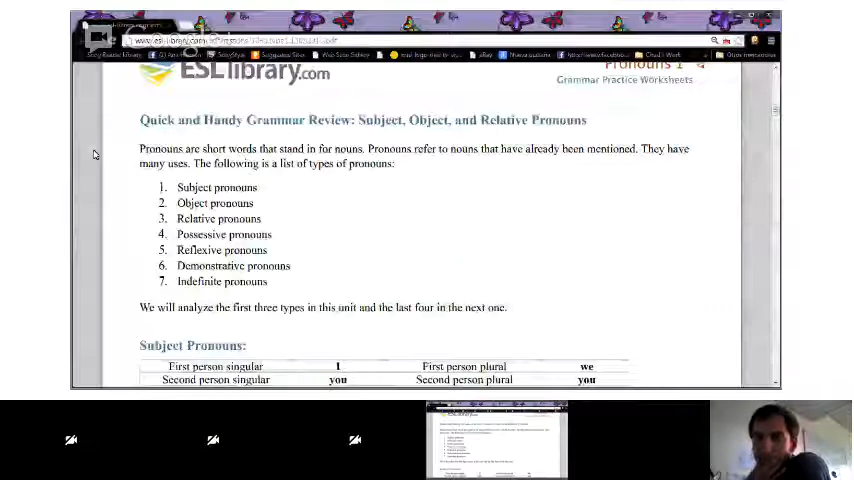 Google+
ESLlibrary.com
Pronouns 1
Grammar Practice Worksheets
Quick and Handy Grammar Review: Subject, Object, and Relative Pronouns
Pronouns are short words that stand in for nouns. Pronouns refer to nouns that have already been mentioned. They have
many uses. The following is a list of types of pronouns:
1. Subject pronouns
2. Object pronouns
3. Relative pronouns
4. Possessive pronouns
5. Reflexive pronouns
6. Demonstrative pronouns
7. Indefinite pronouns
We will analyze the first three types in this unit and the last four in the next one.
Subject Pronouns:
First person singular I First person plural we
Second person singular you Second person plural you